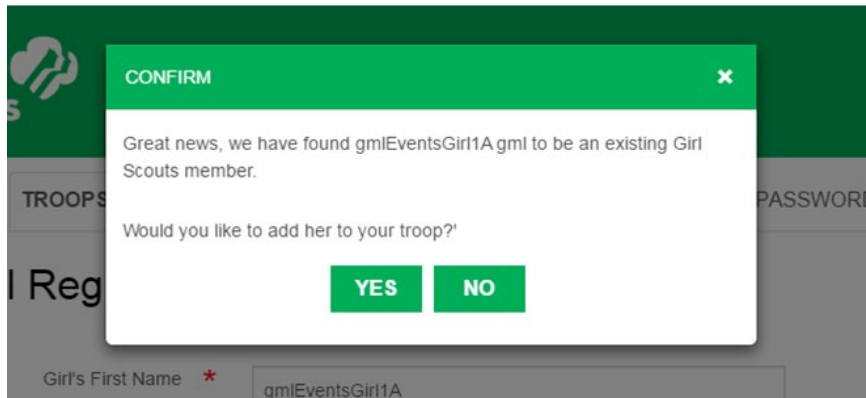 S
CONFIRM
Great news, we have found gmlEventsGirl1A gml to be an existing Girl
Scouts member.
TROOPS
PASSWORD
Would you like to add her to your troop?'
l Reg
YES NO
Girl's First Name *
gmlEventsGirl1A